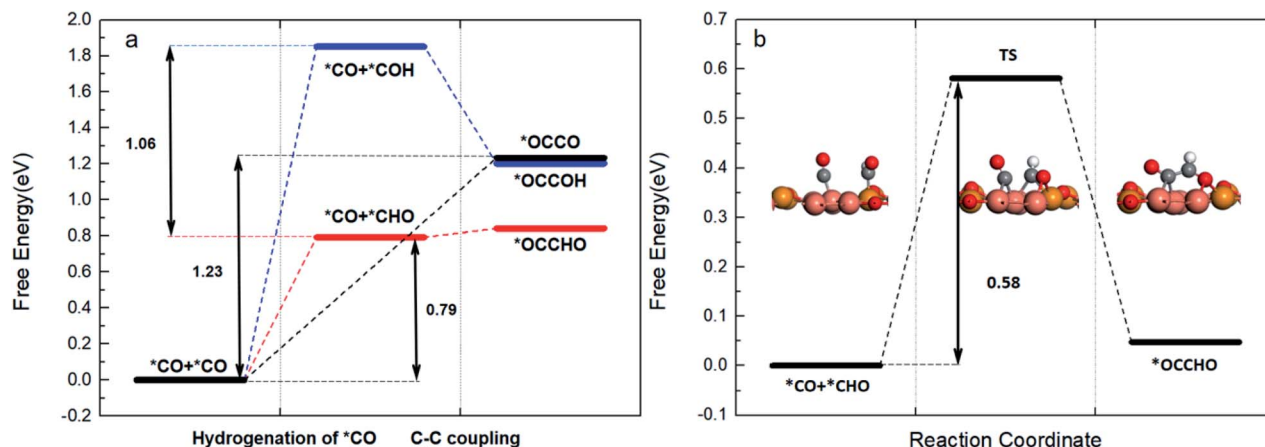 a
Free Energy(eV)
2.0
1.8
1.6
1.4
1.2
1.0
0.8
0.6
0.4
0.2
0.0
-0.2
*CO+*COH
1.06
*OCCO
*OCCOH
*CO+*CHO
*OCCHO
1.23
0.79
*CO+*CO
Hydrogenation of *CO
C-C coupling
b
Free Energy(eV)
0.7
0.6
0.5
0.4
0.3
0.2
0.1
0.0
-0.1
TS
0.58
*CO+*CHO
*OCCHO
Reaction Coordinate